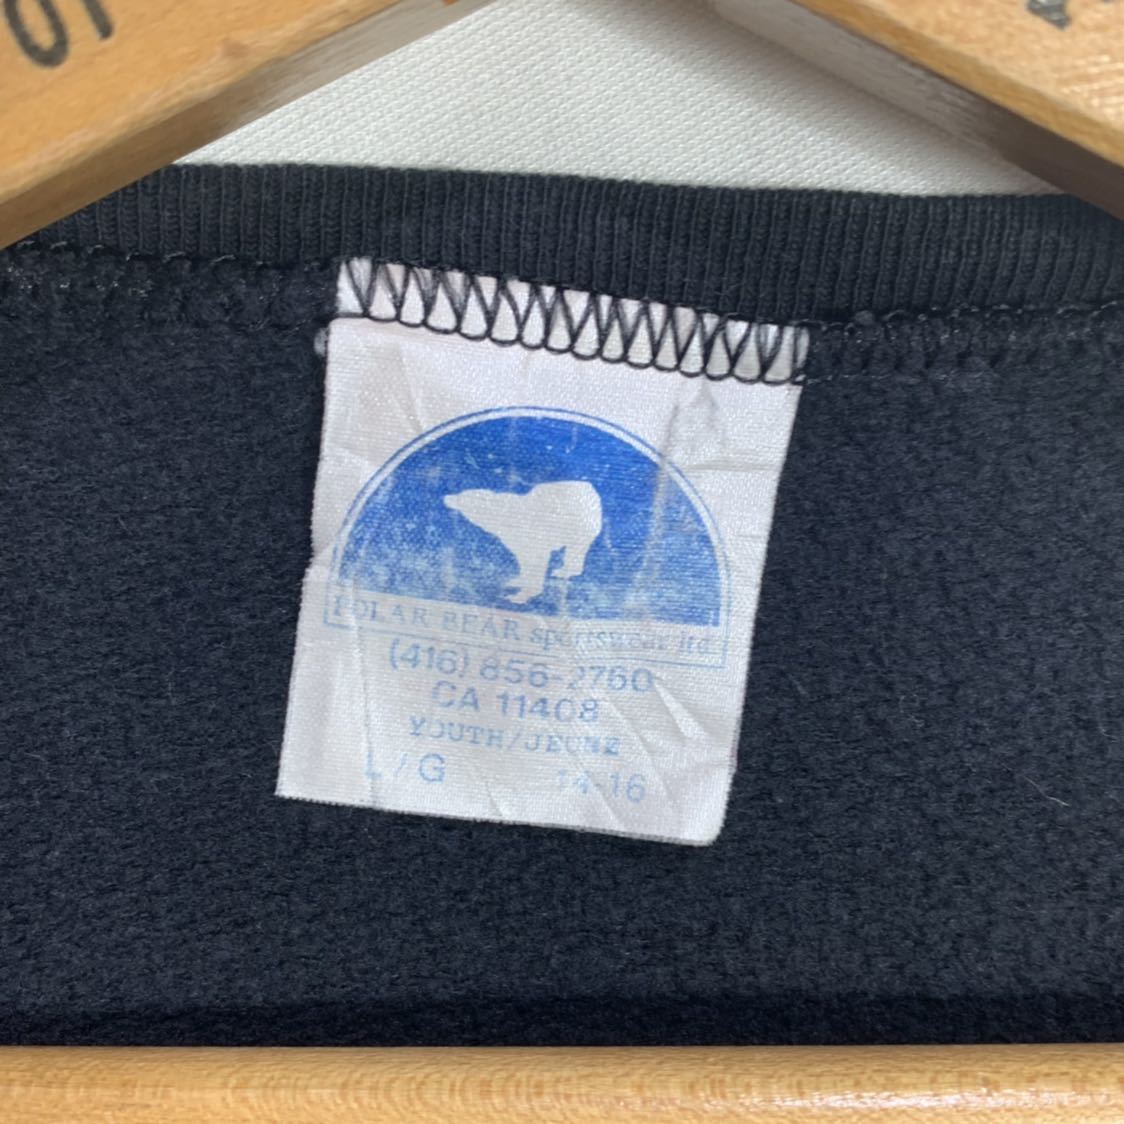 POLAR BEAR sportswear ltd.
(416) 856-2760
CA 11408
YOUTH/JEUNE
L/G 14-16